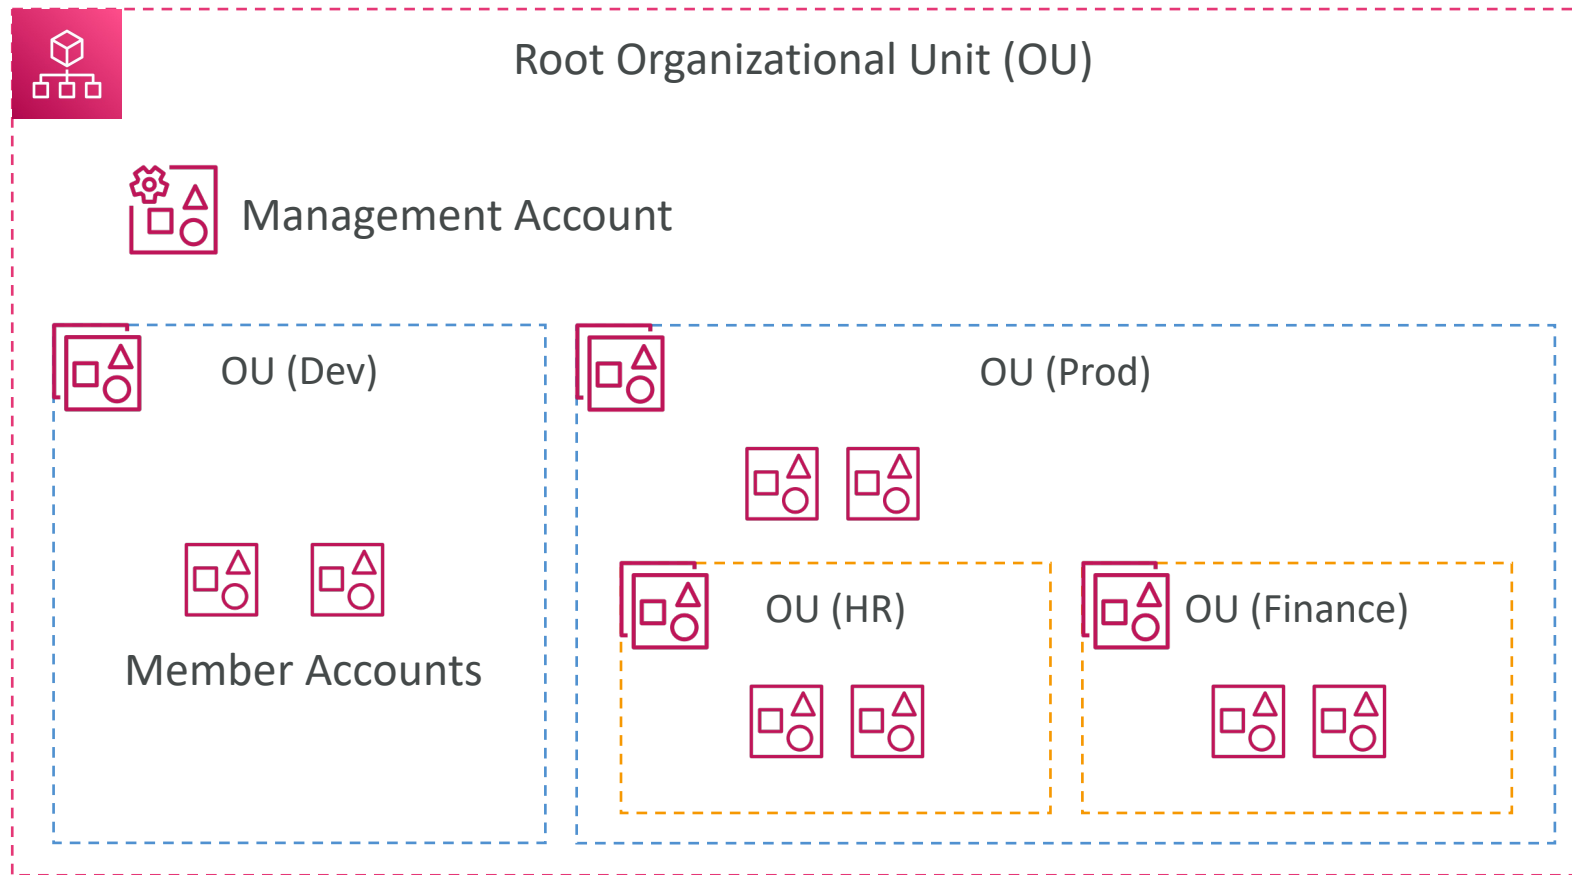 Root Organizational Unit (OU)
Management Account
OU (Dev)
OU (Prod)
Member Accounts
OU (HR)
OU (Finance)